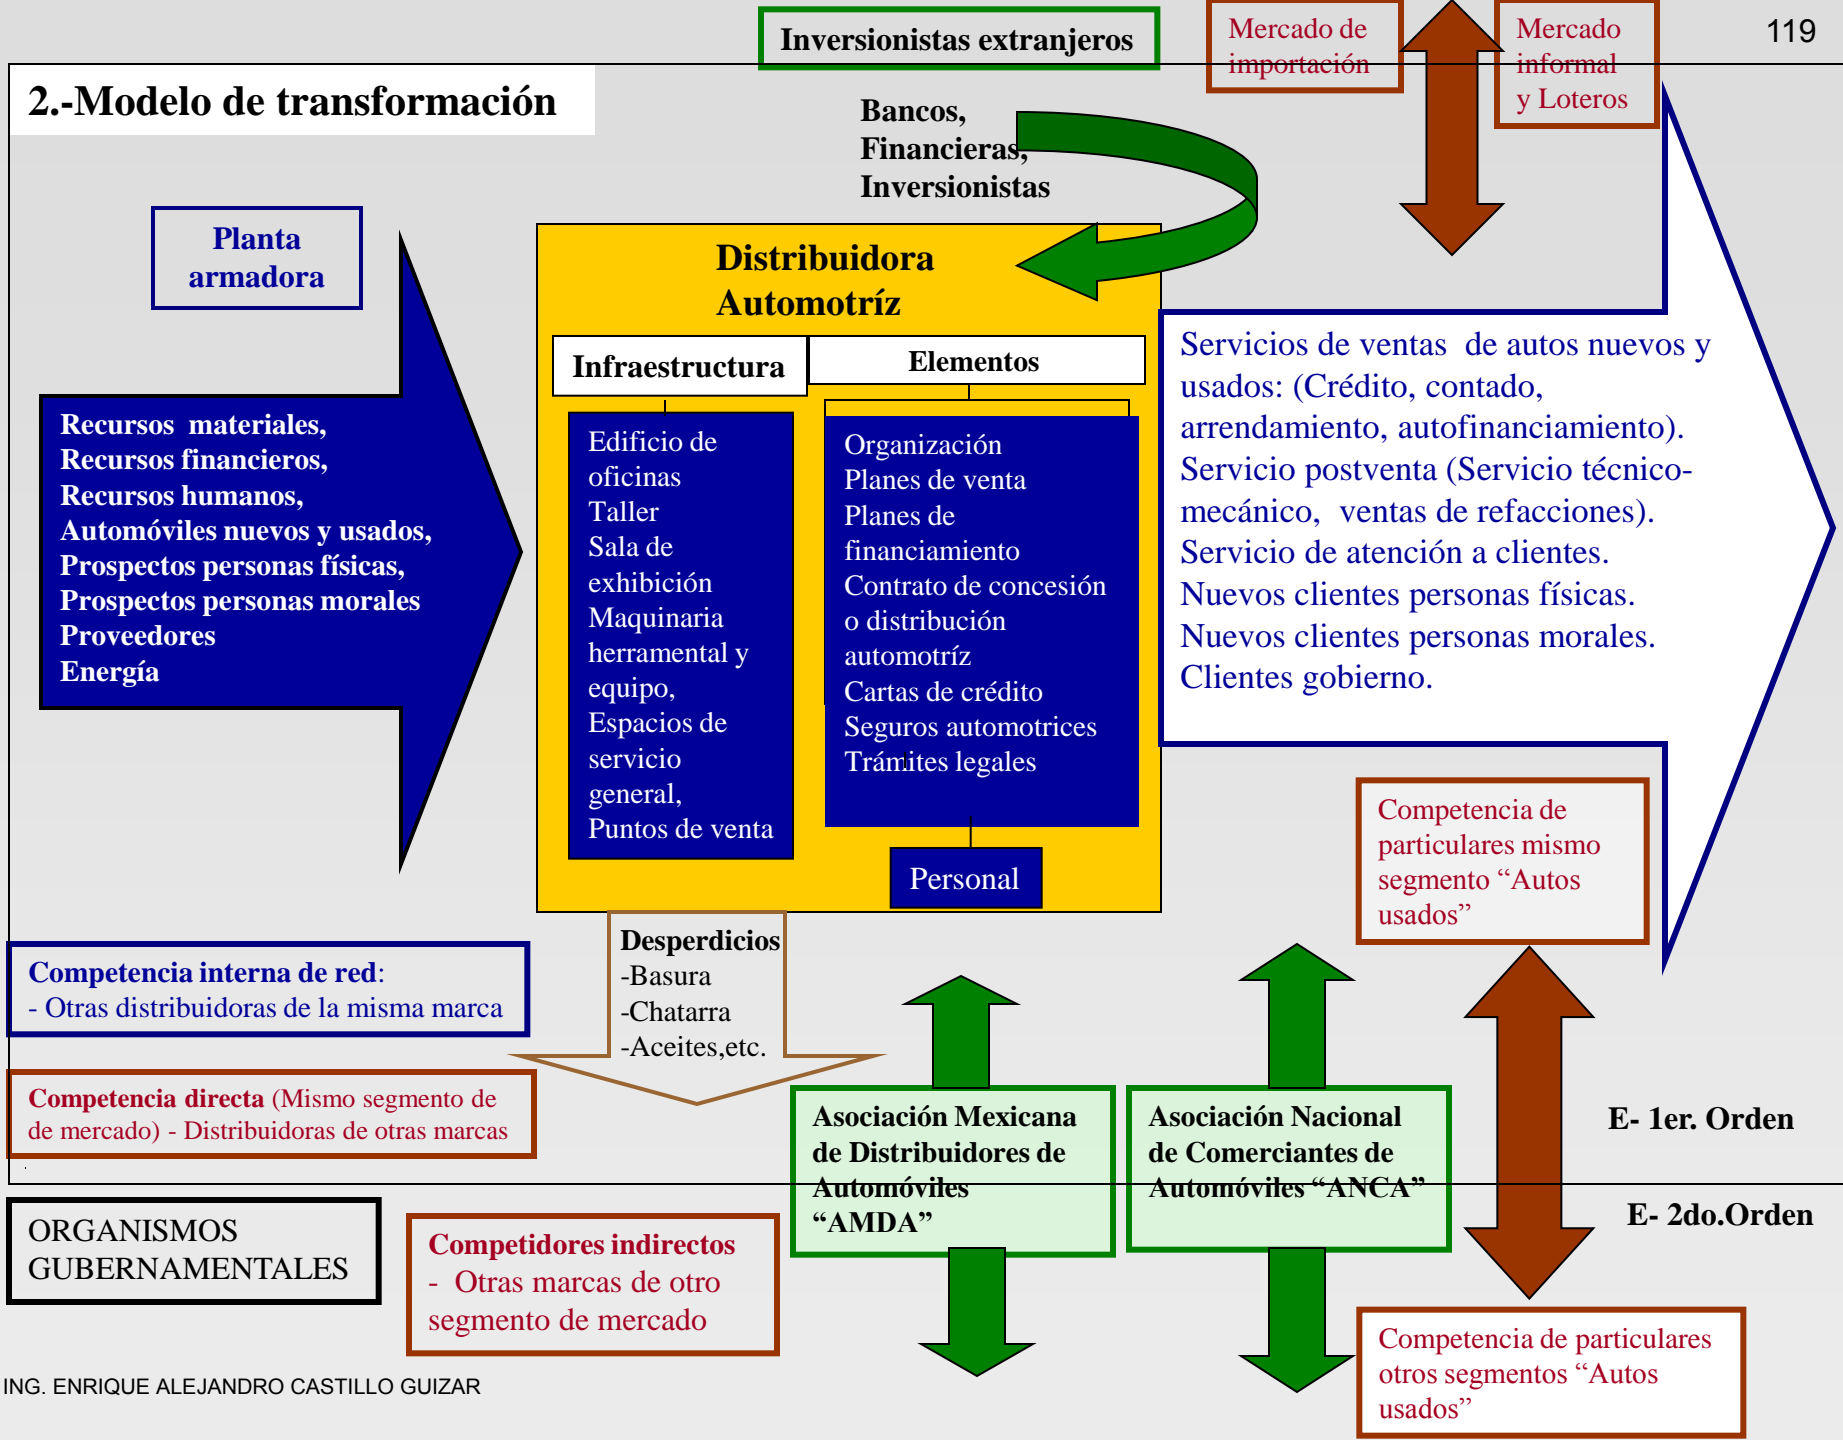 119
Inversionistas extranjeros
Mercado de
importación
Mercado
informal
y Loteros
2.-Modelo de transformación
Bancos,
Financieras,
Inversionistas
Planta
armadora
Recursos  materiales,
Recursos financieros,
Recursos humanos,
Automóviles nuevos y usados,
Prospectos personas físicas,
Prospectos personas morales
Proveedores
Energía
Distribuidora
Automotríz
Infraestructura
Edificio de
oficinas
Taller
Sala de
exhibición
Maquinaria
herramental y
equipo,
Espacios de
servicio
general,
Puntos de venta
Elementos
Organización
Planes de venta
Planes de
financiamiento
Contrato de concesión
o distribución
automotríz
Cartas de crédito
Seguros automotrices
Trámites legales
Personal
Servicios de ventas  de autos nuevos y
usados: (Crédito, contado,
arrendamiento, autofinanciamiento).
Servicio postventa (Servicio técnico-
mecánico,  ventas de refacciones).
Servicio de atención a clientes.
Nuevos clientes personas físicas.
Nuevos clientes personas morales.
Clientes gobierno.
Competencia de
particulares mismo
segmento “Autos
usados”
Desperdicios
-Basura
-Chatarra
-Aceites,etc.
Competencia interna de red:
- Otras distribuidoras de la misma marca
Competencia directa (Mismo segmento de
de mercado) - Distribuidoras de otras marcas
Asociación Mexicana
de Distribuidores de
Automóviles
“AMDA”
Asociación Nacional
de Comerciantes de
Automóviles “ANCA”
E- 1er. Orden
E- 2do.Orden
ORGANISMOS
GUBERNAMENTALES
Competidores indirectos
-  Otras marcas de otro
segmento de mercado
Competencia de particulares
otros segmentos “Autos
usados”
ING. ENRIQUE ALEJANDRO CASTILLO GUIZAR